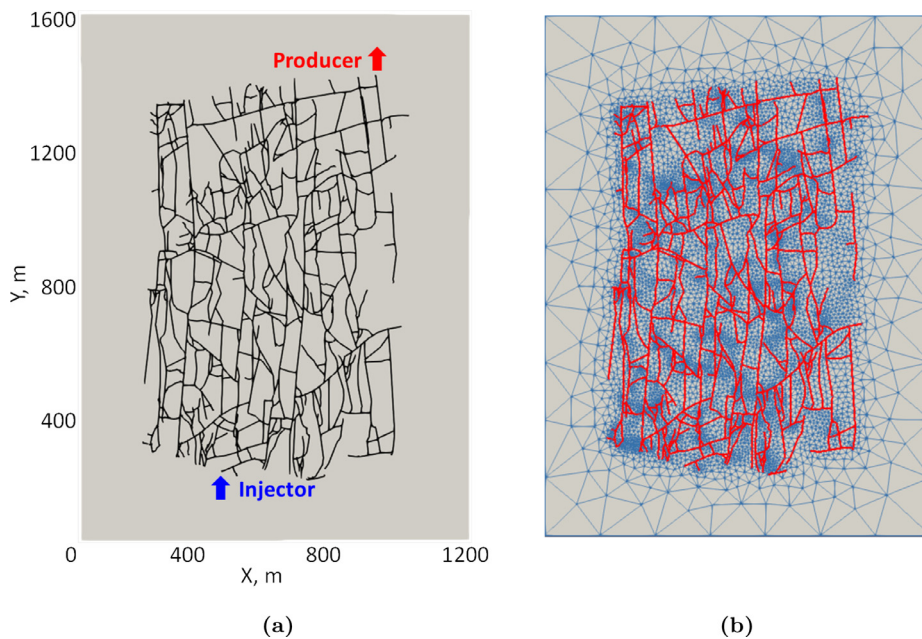 1600
Producer
1200
800
Y, m
400
Injector
0
400
800
1200
X, m
(a)
(b)